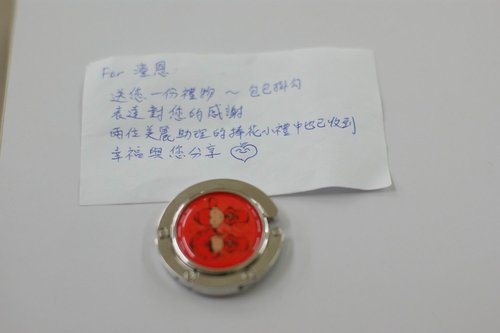 For 瓊恩
送您一份禮物～包包掛勾
表達對您的感謝
兩位美麗助理的捧花小禮中也已收到
幸福與您分享